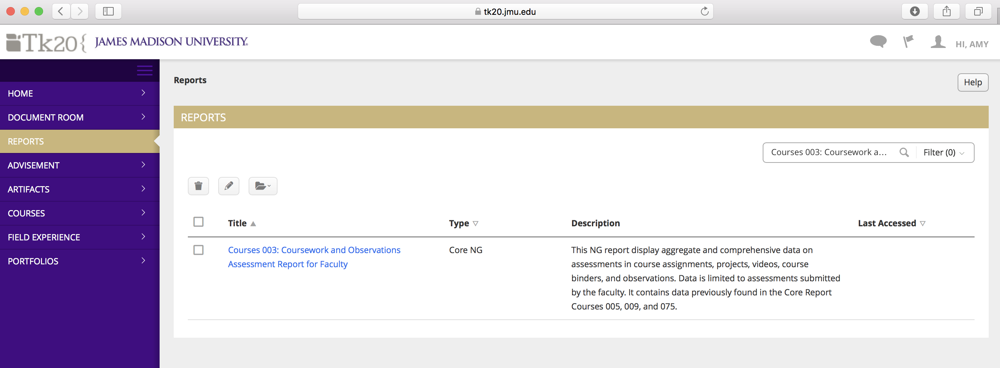 tk20.jmu.edu
Tk20{ JAMES MADISON UNIVERSITY®
HI, AMY
Reports
Help
HOME
DOCUMENT ROOM
REPORTS
ADVISEMENT
ARTIFACTS
COURSES
FIELD EXPERIENCE
PORTFOLIOS
REPORTS
Courses 003: Coursework a... Filter (0)
Title Type Description Last Accessed
Courses 003: Coursework and Observations
Assessment Report for Faculty
Core NG
This NG report display aggregate and comprehensive data on
assessments in course assignments, projects, videos, course
binders, and observations. Data is limited to assessments submitted
by the faculty. It contains data previously found in the Core Report
Courses 005, 009, and 075.